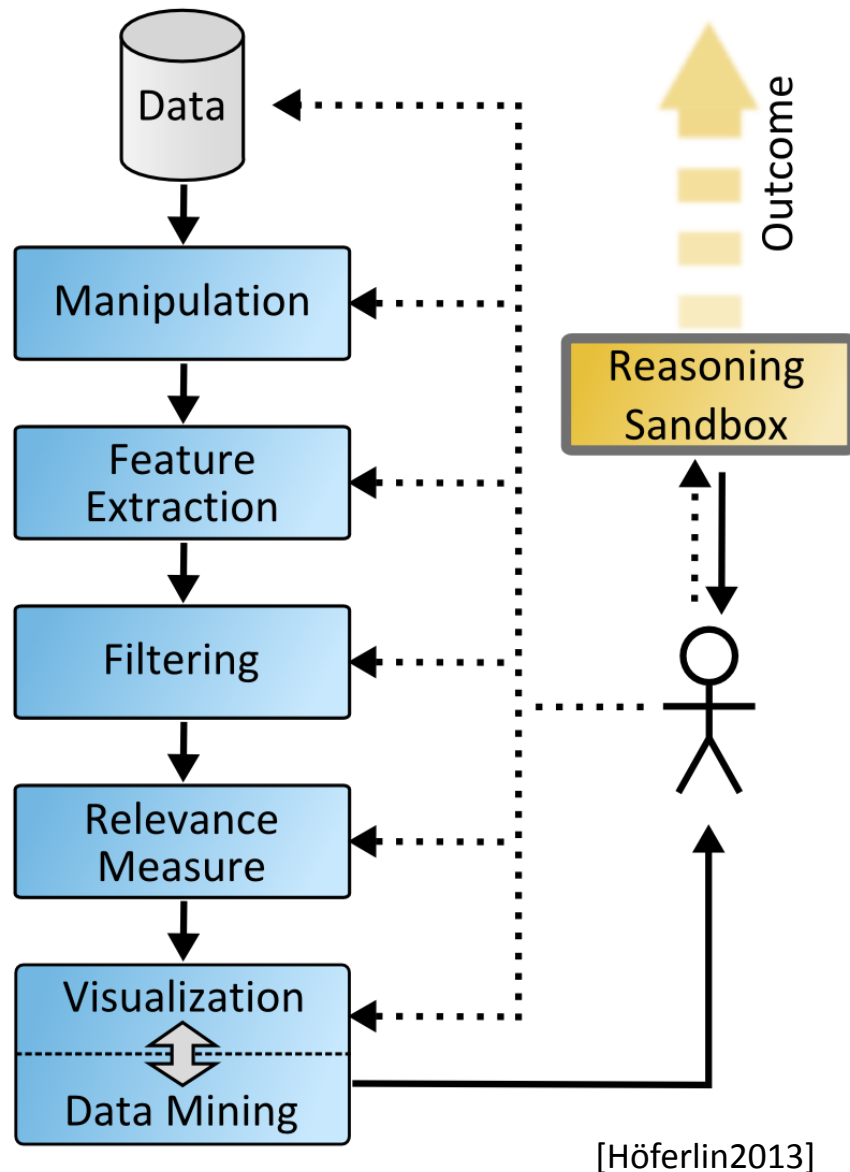 Data
Manipulation
Feature
Extraction
Filtering
Relevance
Measure
Visualization
Data Mining
Outcome
Reasoning
Sandbox
[Höferlin2013]